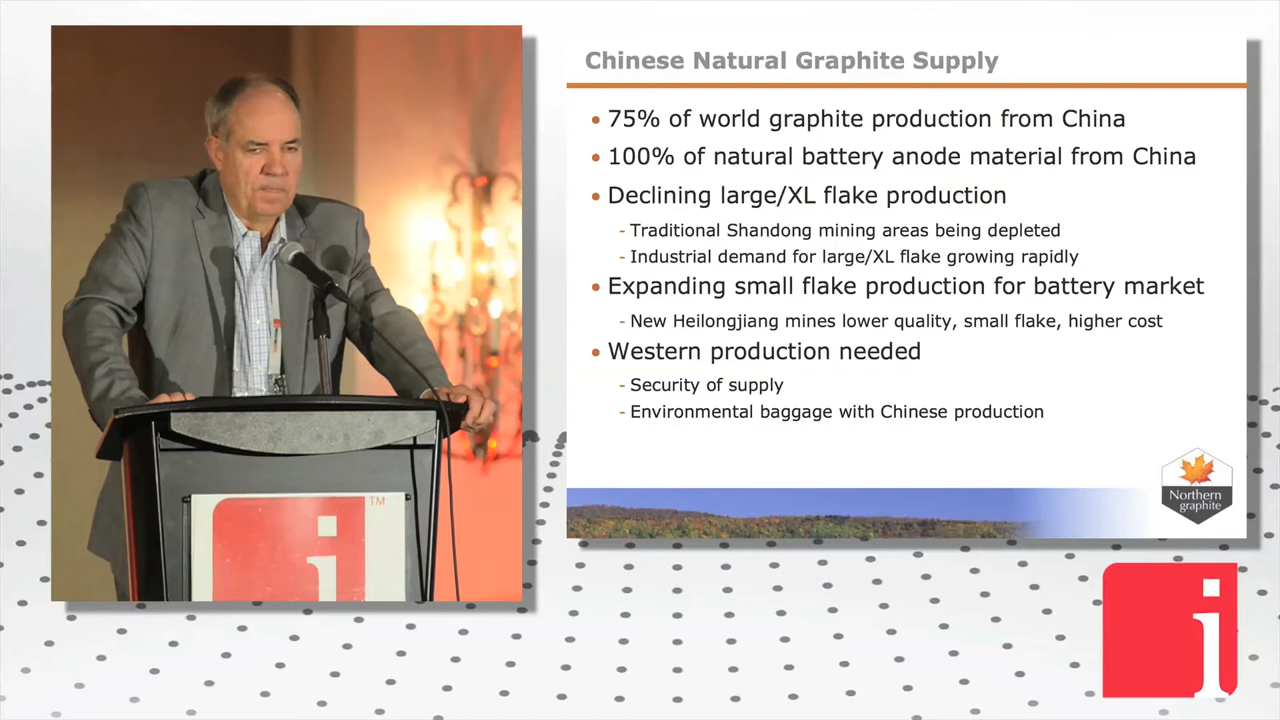 Chinese Natural Graphite Supply
• 75% of world graphite production from China
• 100% of natural battery anode material from China
• Declining large/XL flake production
- Traditional Shandong mining areas being depleted
- Industrial demand for large/XL flake growing rapidly
• Expanding small flake production for battery market
- New Heilongjiang mines lower quality, small flake, higher cost
• Western production needed
- Security of supply
- Environmental baggage with Chinese production
Northern
graphite
i
TM
i